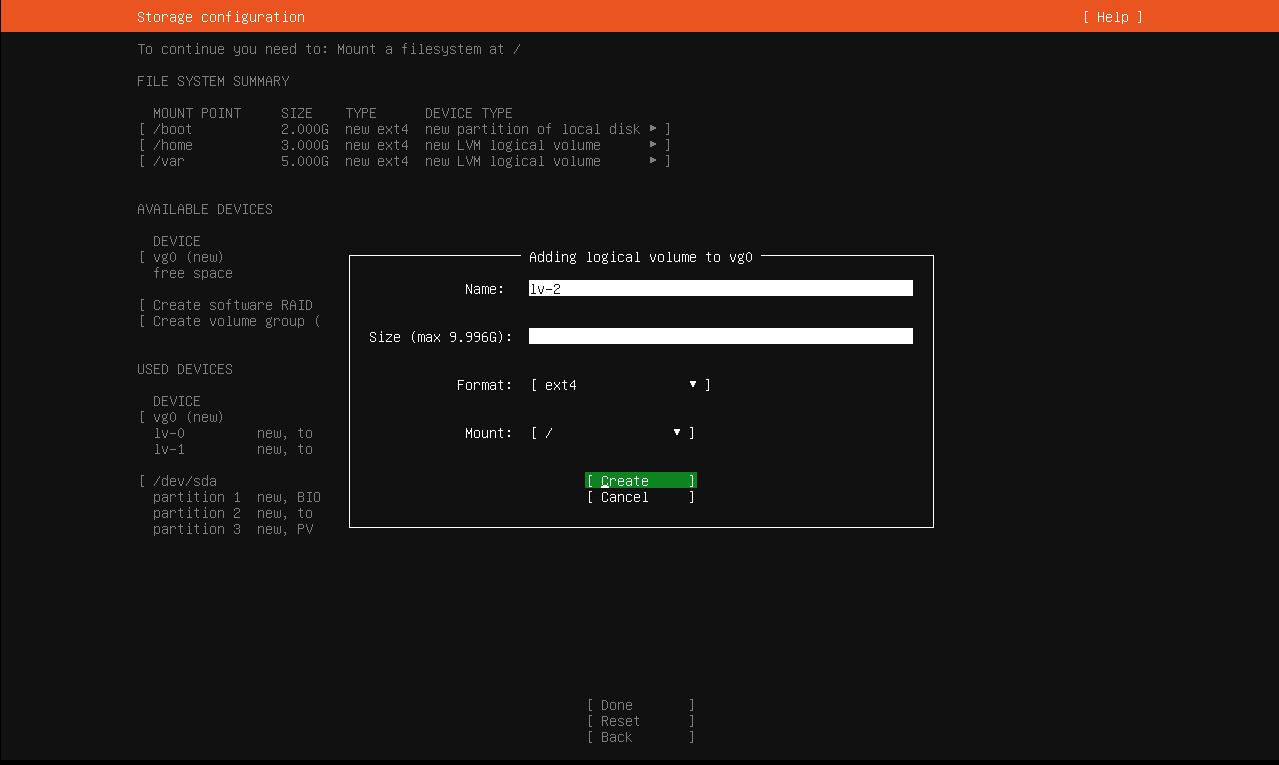 Storage configuration [ Help ]
To continue you need to: Mount a filesystem at /
FILE SYSTEM SUMMARY
MOUNT POINT SIZE TYPE DEVICE TYPE
[ /boot 2.000G new ext4 new partition of local disk ▸ ]
[ /home 3.000G new ext4 new LVM logical volume ▸ ]
[ /var 5.000G new ext4 new LVM logical volume ▸ ]
AVAILABLE DEVICES
DEVICE
[ vg0 (new)
free space
[ Create software RAID
[ Create volume group (
USED DEVICES
DEVICE
[ vg0 (new)
lv-0 new, to
lv-1 new, to
[ /dev/sda
partition 1 new, BIO
partition 2 new, to
partition 3 new, PV
Adding logical volume to vg0
Name: lv-2
Size (max 9.996G):
Format: [ ext4 ▾ ]
Mount: [ / ▾ ]
[ Create ]
[ Cancel ]
[ Done ]
[ Reset ]
[ Back ]